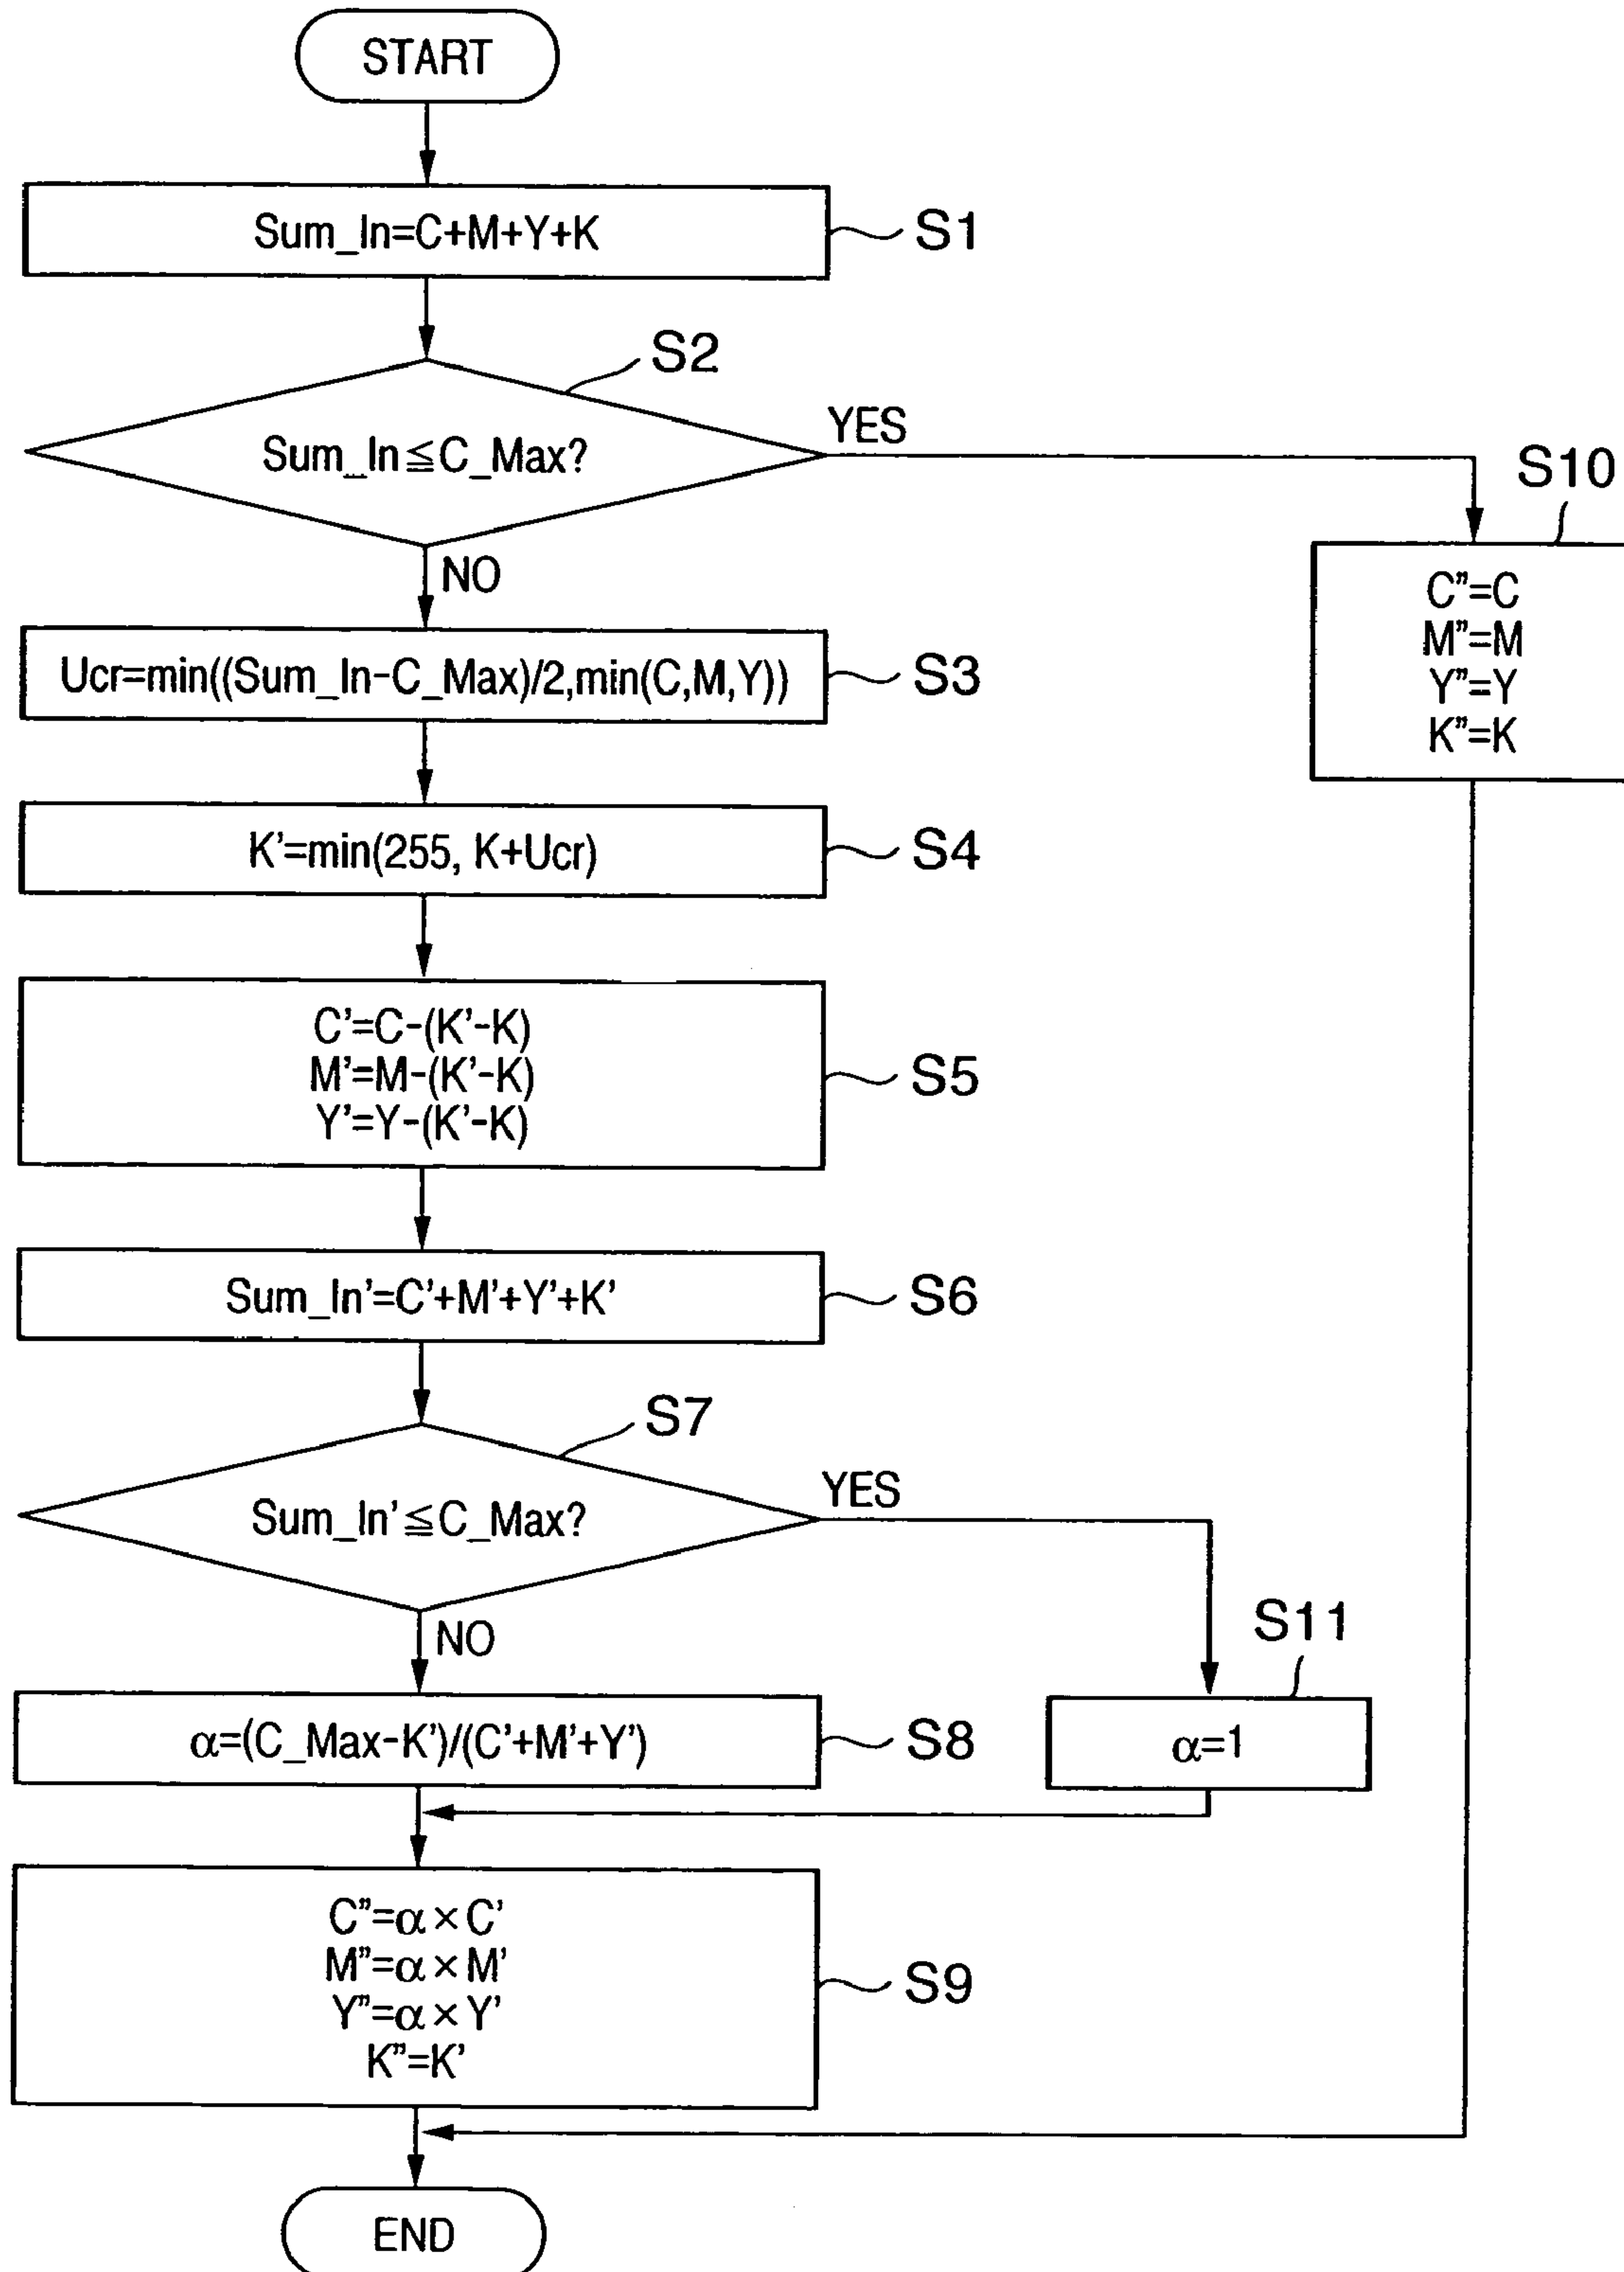 START
Sum_In=C+M+Y+K
S1
S2
Sum_In≦C_Max?
YES
NO
S10
C”=C
M”=M
Y”=Y
K”=K
Ucr=min((Sum_In-C_Max)/2,min(C,M,Y))
S3
K’=min(255, K+Ucr)
S4
C’=C-(K’-K)
M’=M-(K’-K)
Y’=Y-(K’-K)
S5
Sum_In’=C’+M’+Y’+K’
S6
S7
Sum_In’≦C_Max?
YES
NO
S11
α=(C_Max-K’)/(C’+M’+Y’)
S8
α=1
C”=α×C’
M”=α×M’
Y”=α×Y’
K”=K’
S9
END